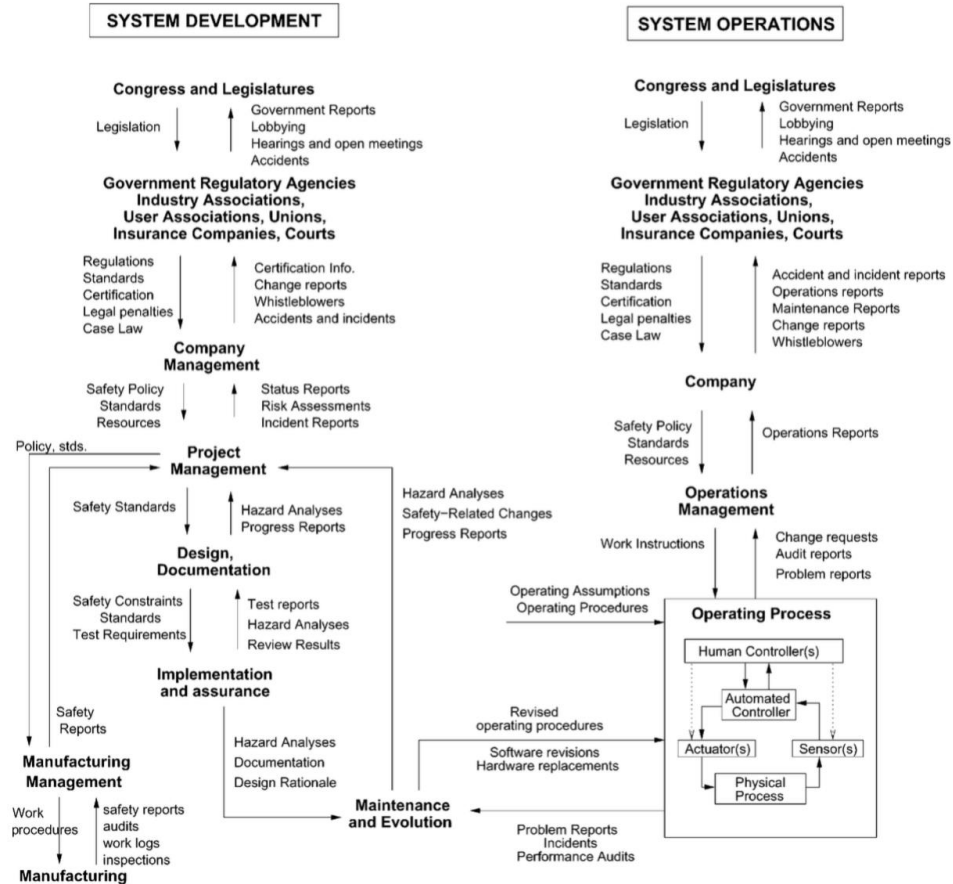 SYSTEM DEVELOPMENT
Congress and Legislatures
Legislation
Government Reports
Lobbying
Hearings and open meetings
Accidents
Government Regulatory Agencies
Industry Associations,
User Associations, Unions,
Insurance Companies, Courts
Regulations
Standards
Certification
Legal penalties
Case Law
Certification Info.
Change reports
Whistleblowers
Accidents and incidents
Company
Management
Safety Policy
Standards
Resources
Status Reports
Risk Assessments
Incident Reports
Policy, stds.
Project
Management
Safety Standards
Hazard Analyses
Progress Reports
Hazard Analyses
Safety-Related Changes
Progress Reports
Design,
Documentation
Safety Constraints
Standards
Test Requirements
Test reports
Hazard Analyses
Review Results
Implementation
and assurance
Safety
Reports
Hazard Analyses
Documentation
Design Rationale
Manufacturing
Management
Work
procedures
safety reports
audits
work logs
inspections
Manufacturing
Maintenance
and Evolution
SYSTEM OPERATIONS
Congress and Legislatures
Legislation
Government Reports
Lobbying
Hearings and open meetings
Accidents
Government Regulatory Agencies
Industry Associations,
User Associations, Unions,
Insurance Companies, Courts
Regulations
Standards
Certification
Legal penalties
Case Law
Accident and incident reports
Operations reports
Maintenance Reports
Change reports
Whistleblowers
Company
Safety Policy
Standards
Resources
Operations Reports
Operations
Management
Work Instructions
Change requests
Audit reports
Problem reports
Operating Assumptions
Operating Procedures
Operating Process
Human Controller(s)
Automated
Controller
Actuator(s)
Sensor(s)
Physical
Process
Revised
operating procedures
Software revisions
Hardware replacements
Problem Reports
Incidents
Performance Audits